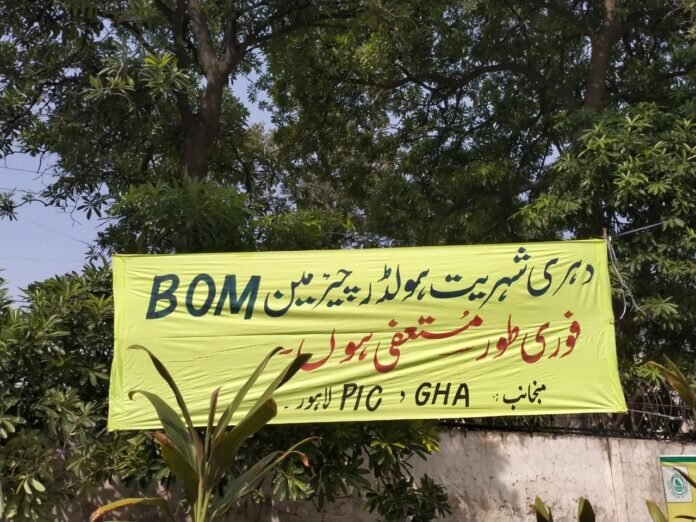 دہری شہریت ہولڈر چیئرمین BOM
فوری طور مستعفی ہوں۔
منجانب :۔ GHA و PIC لاہور۔